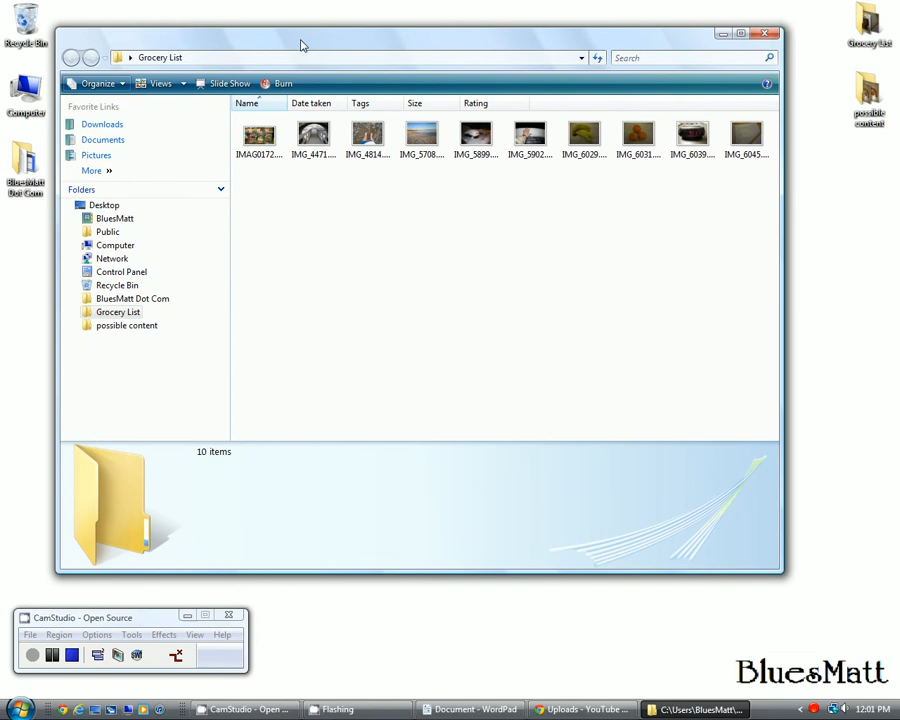 Recycle Bin
Computer
BluesMatt
Dot Com
Grocery List
possible
content
Grocery List
Search
Organize
Views
Slide Show
Burn
Favorite Links
Downloads
Documents
Pictures
More »
Folders
Desktop
BluesMatt
Public
Computer
Network
Control Panel
Recycle Bin
BluesMatt Dot Com
Grocery List
possible content
Name Date taken Tags Size Rating
IMAG0172.... IMG_4471.... IMG_4814.... IMG_5708.... IMG_5899.... IMG_5902.... IMG_6029.... IMG_6031.... IMG_6039.... IMG_6045....
10 items
CamStudio - Open Source
File Region Options Tools Effects View Help
BluesMatt
CamStudio - Open ... Flashing Document - WordPad Uploads - YouTube ... C:\Users\BluesMatt\... 12:01 PM